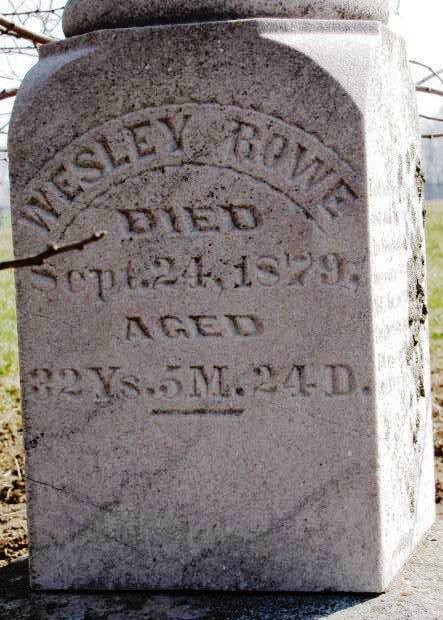 WESLEY ROWE
DIED
Sept. 24, 1879,
AGED
32 Ys. 5 M. 24 D.